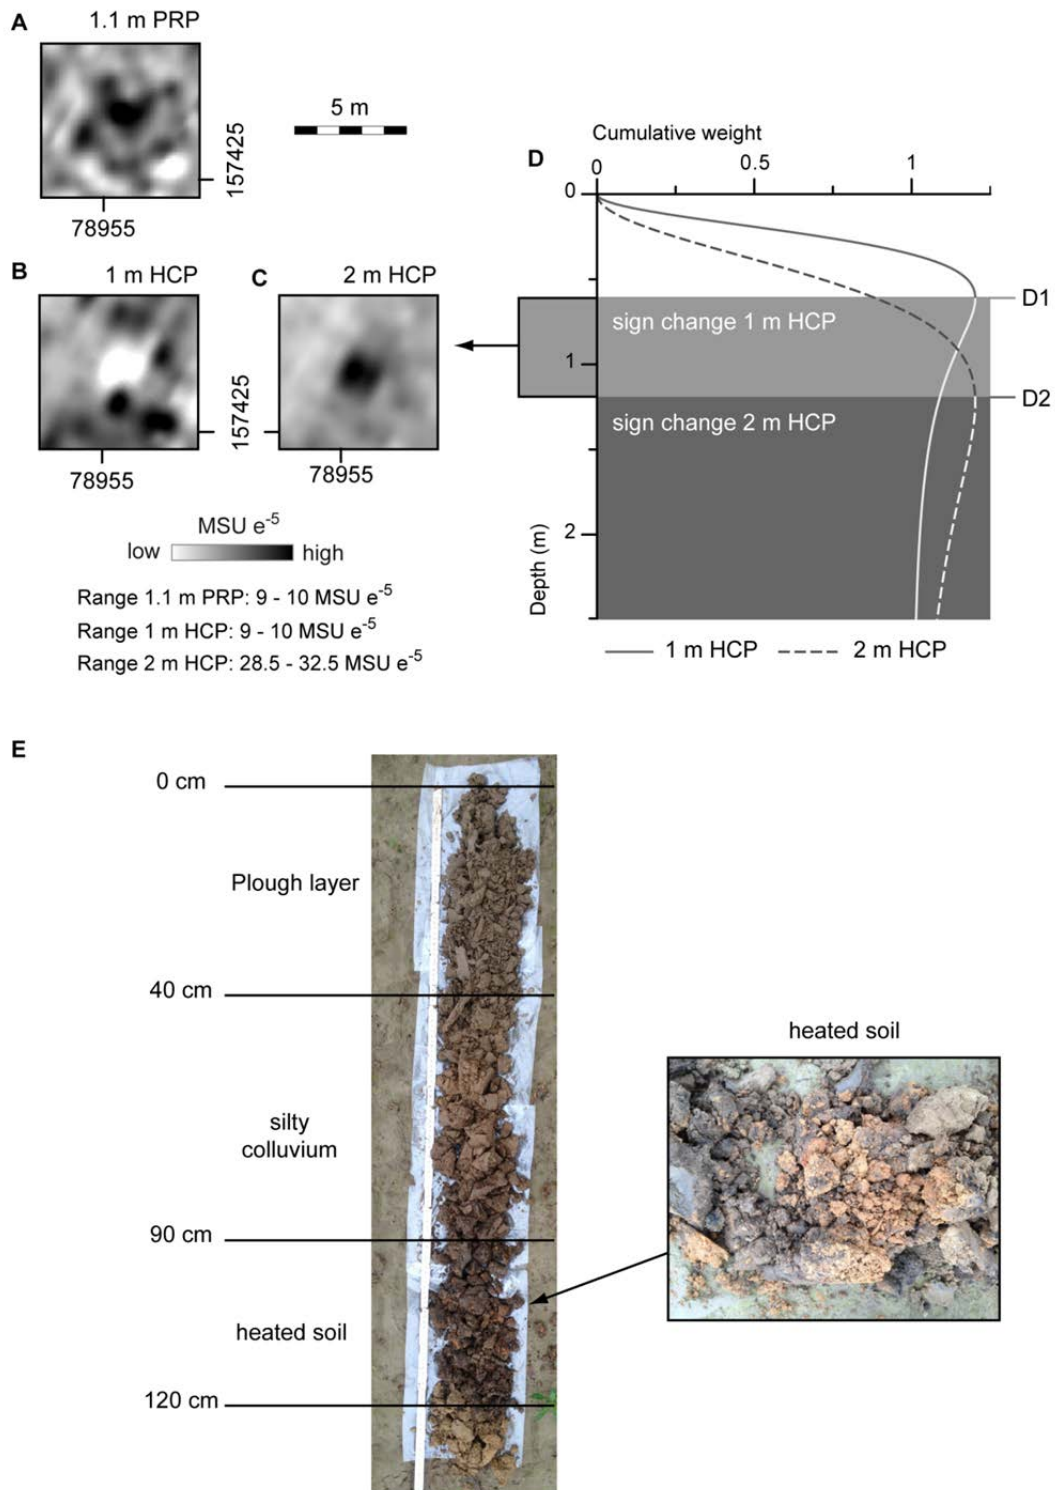 A
1.1 m PRP
157425
78955
5 m
B
1 m HCP
157425
78955
C
2 m HCP
78955
MSU e-5
low
high
Range 1.1 m PRP: 9 - 10 MSU e-5
Range 1 m HCP: 9 - 10 MSU e-5
Range 2 m HCP: 28.5 - 32.5 MSU e-5
D
Cumulative weight
0
0.5
1
0
1
2
Depth (m)
sign change 1 m HCP
sign change 2 m HCP
D1
D2
1 m HCP
2 m HCP
E
0 cm
Plough layer
40 cm
silty
colluvium
90 cm
heated soil
120 cm
heated soil